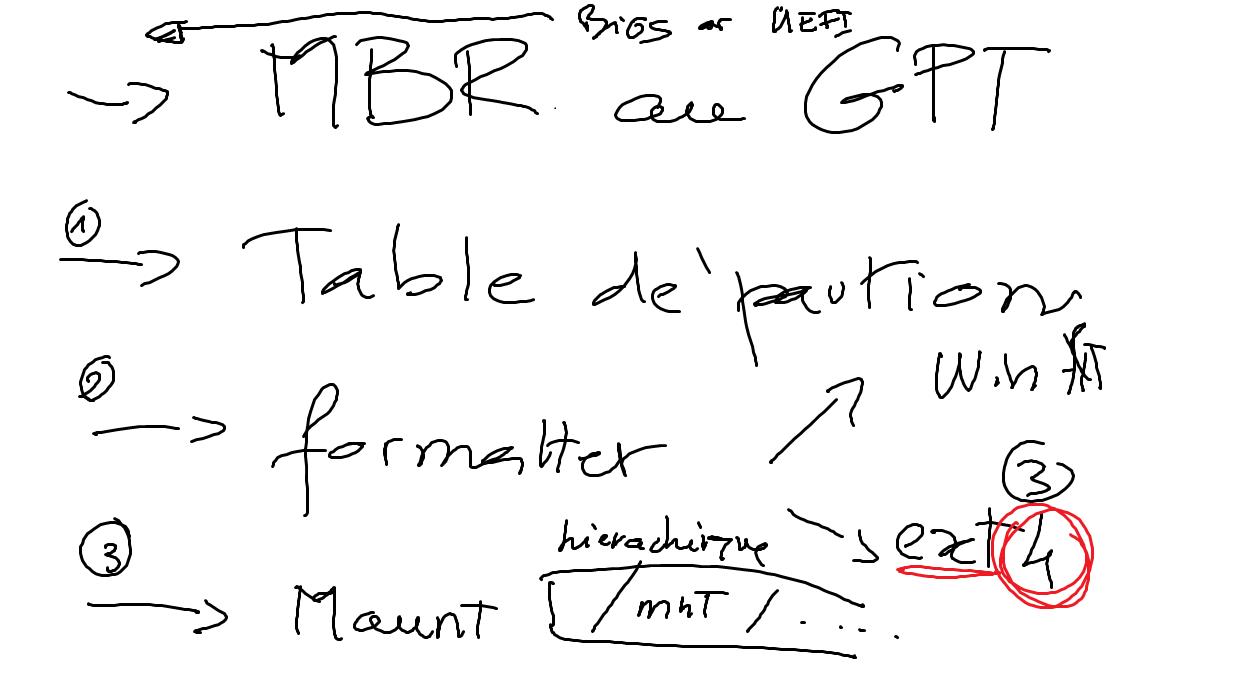 Bios or UEFI
→ MBR ou GPT
① → Table de partion
② → formatter
Win NT
③
ext4
③ → Mount
hierachique
/mnT/.....